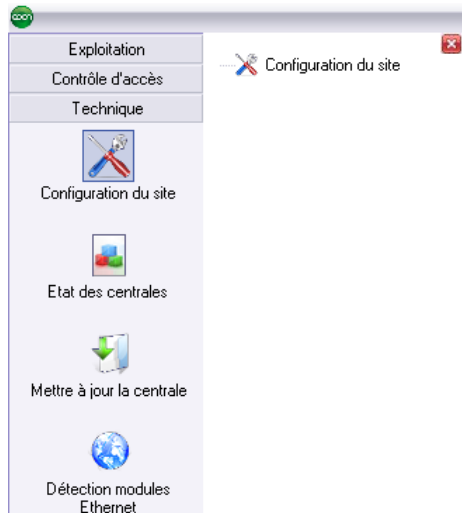 Exploitation
Contrôle d'accès
Technique
Configuration du site
Etat des centrales
Mettre à jour la centrale
Détection modules
Ethernet
Configuration du site